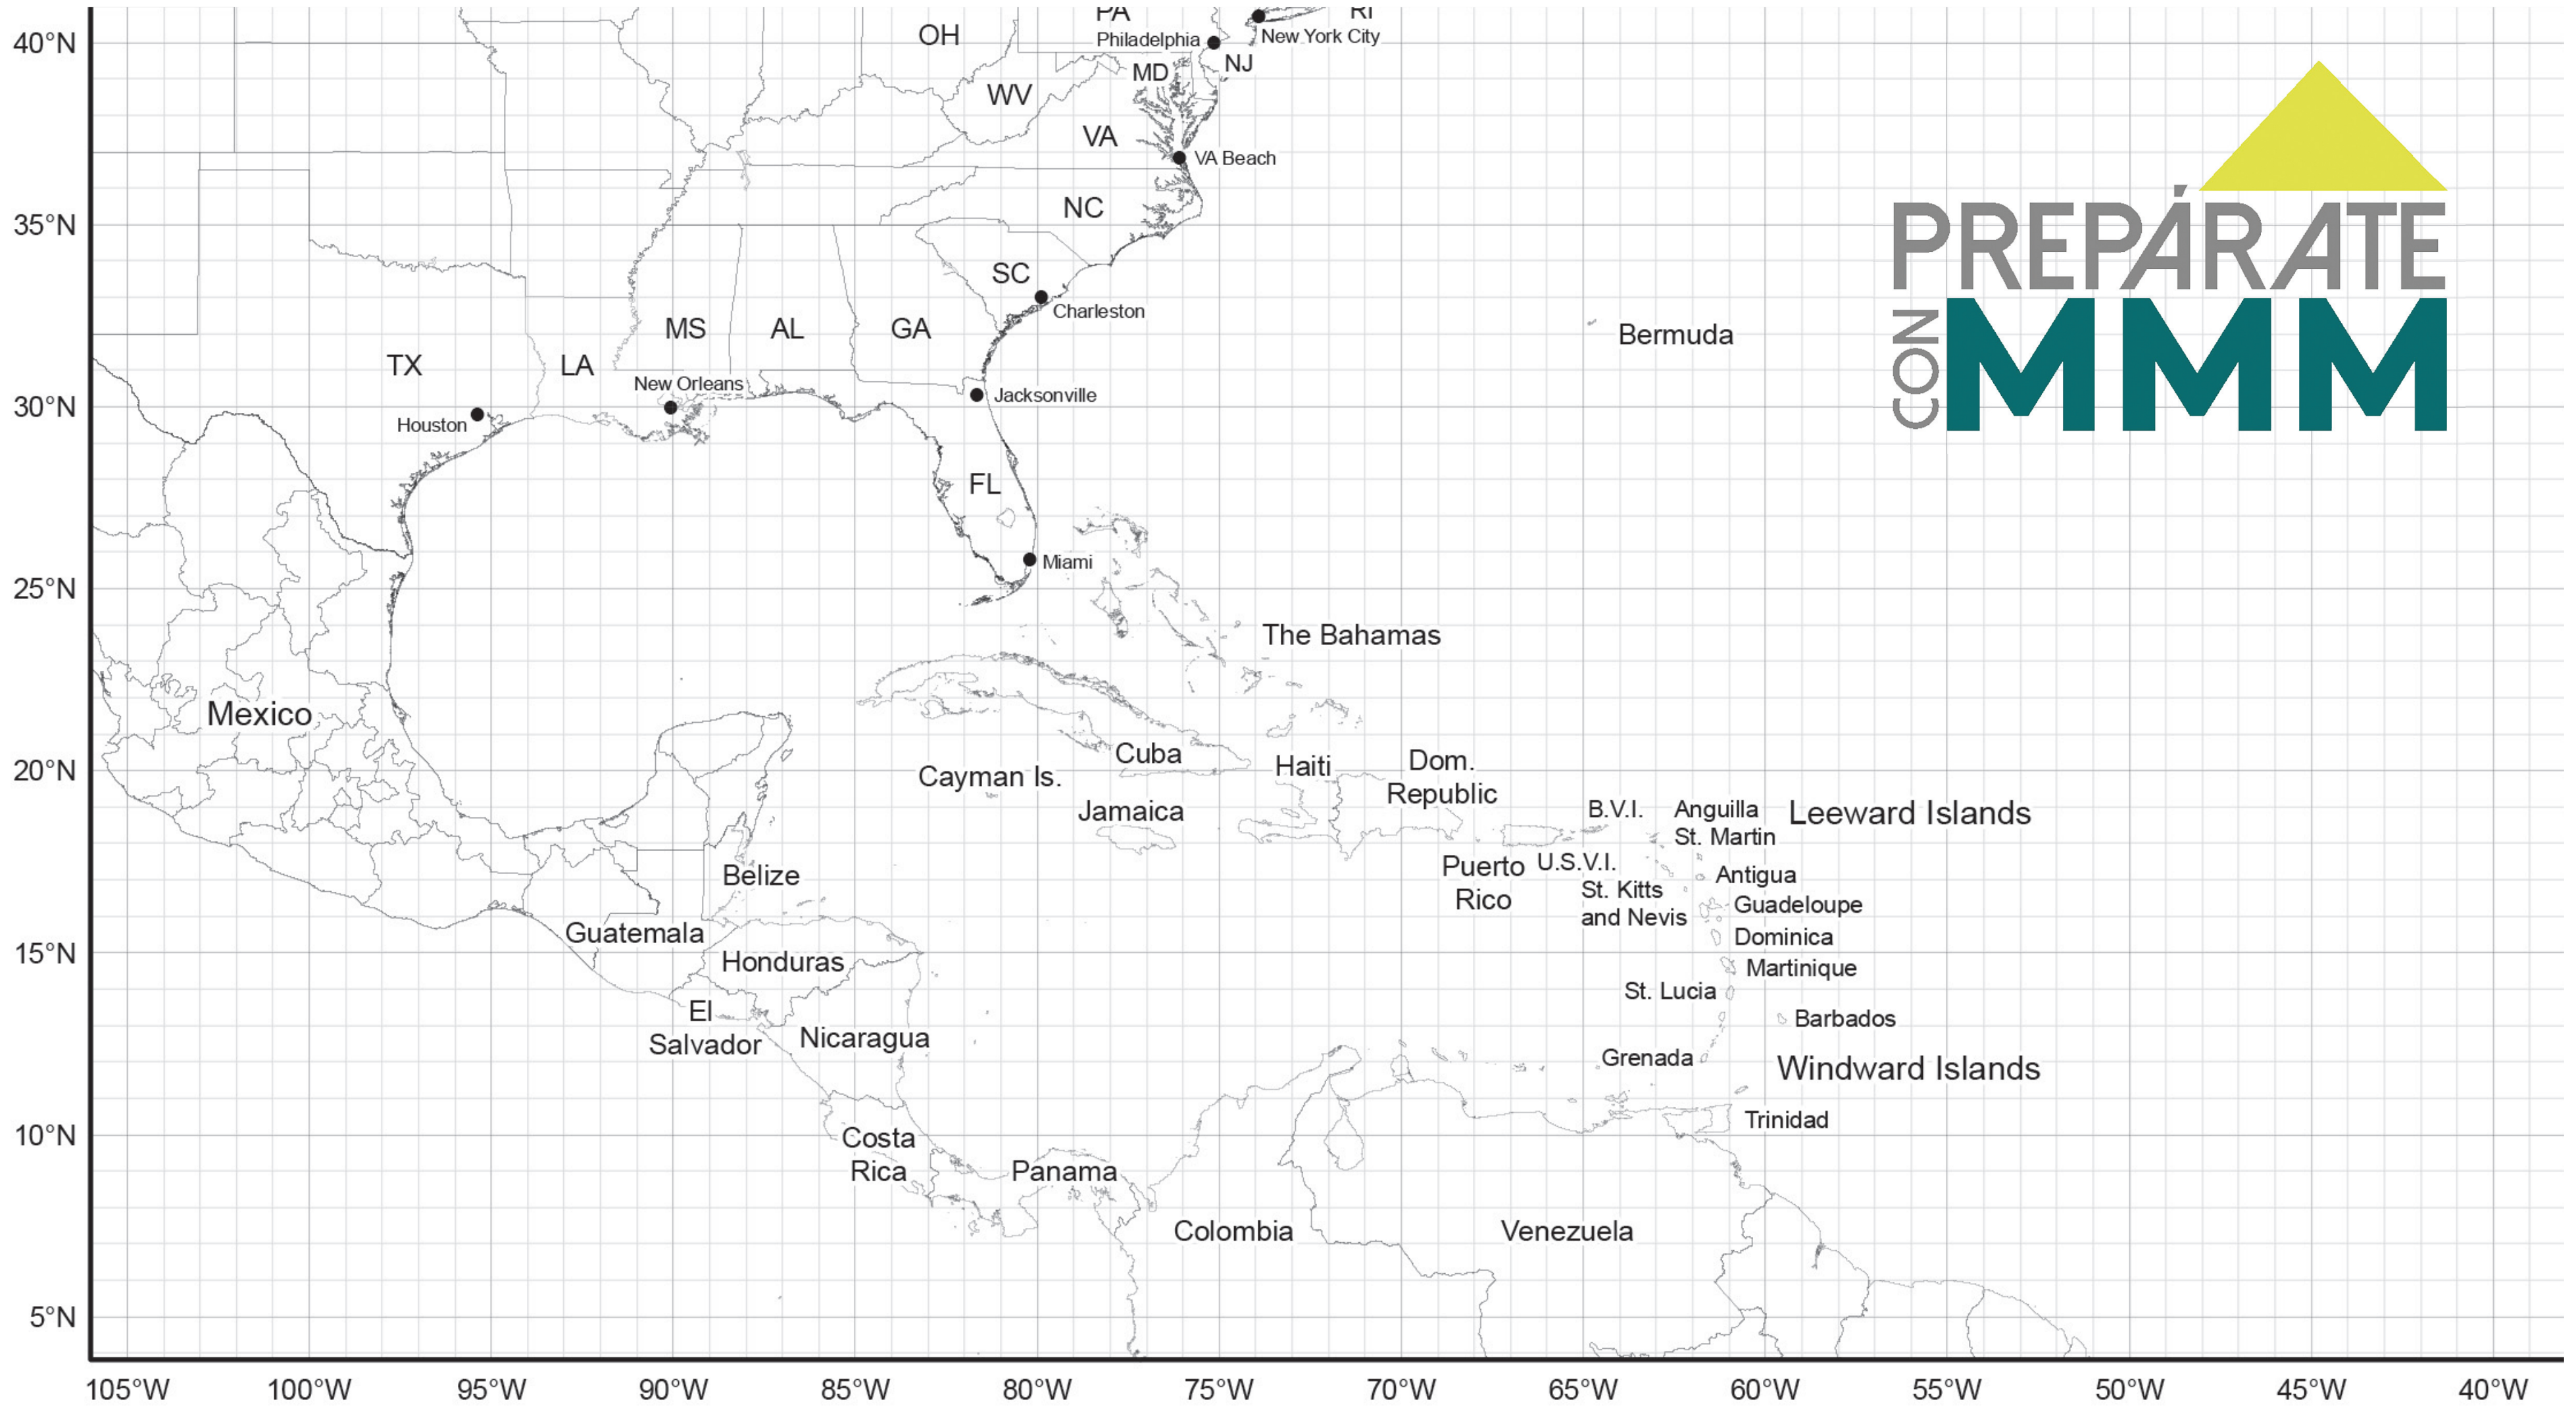 PA
RI
OH
40°N
Philadelphia
New York City
NJ
MD
WV
VA
VA Beach
NC
35°N
PREPÁRATE
CON
MMM
SC
Charleston
MS
AL
GA
Bermuda
TX
LA
New Orleans
Jacksonville
30°N
Houston
FL
Miami
25°N
The Bahamas
Mexico
Cuba
20°N
Cayman Is.
Haiti
Dom.
Republic
Jamaica
B.V.I.
Anguilla
Leeward Islands
St. Martin
Puerto
Rico
U.S.V.I.
Belize
Antigua
St. Kitts
and Nevis
Guadeloupe
Guatemala
Dominica
15°N
Honduras
Martinique
St. Lucia
El
Salvador
Barbados
Nicaragua
Grenada
Windward Islands
Trinidad
10°N
Costa
Rica
Panama
Colombia
Venezuela
5°N
105°W 100°W 95°W 90°W 85°W 80°W 75°W 70°W 65°W 60°W 55°W 50°W 45°W 40°W